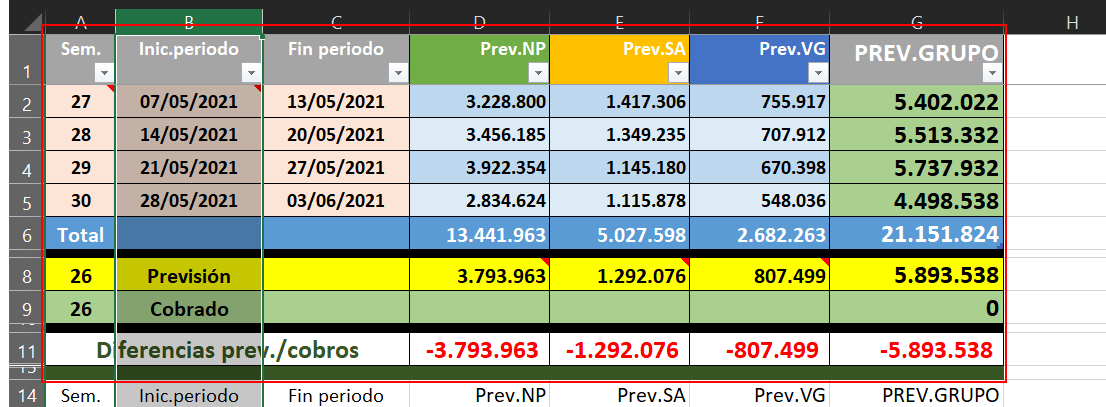 A B C D E F G H
1 Sem. Inic.periodo Fin periodo Prev.NP Prev.SA Prev.VG PREV.GRUPO
2 27 07/05/2021 13/05/2021 3.228.800 1.417.306 755.917 5.402.022
3 28 14/05/2021 20/05/2021 3.456.185 1.349.235 707.912 5.513.332
4 29 21/05/2021 27/05/2021 3.922.354 1.145.180 670.398 5.737.932
5 30 28/05/2021 03/06/2021 2.834.624 1.115.878 548.036 4.498.538
6 Total 13.441.963 5.027.598 2.682.263 21.151.824
8 26 Previsión 3.793.963 1.292.076 807.499 5.893.538
9 26 Cobrado 0
11 Diferencias prev./cobros -3.793.963 -1.292.076 -807.499 -5.893.538
14 Sem. Inic.periodo Fin periodo Prev.NP Prev.SA Prev.VG PREV.GRUPO